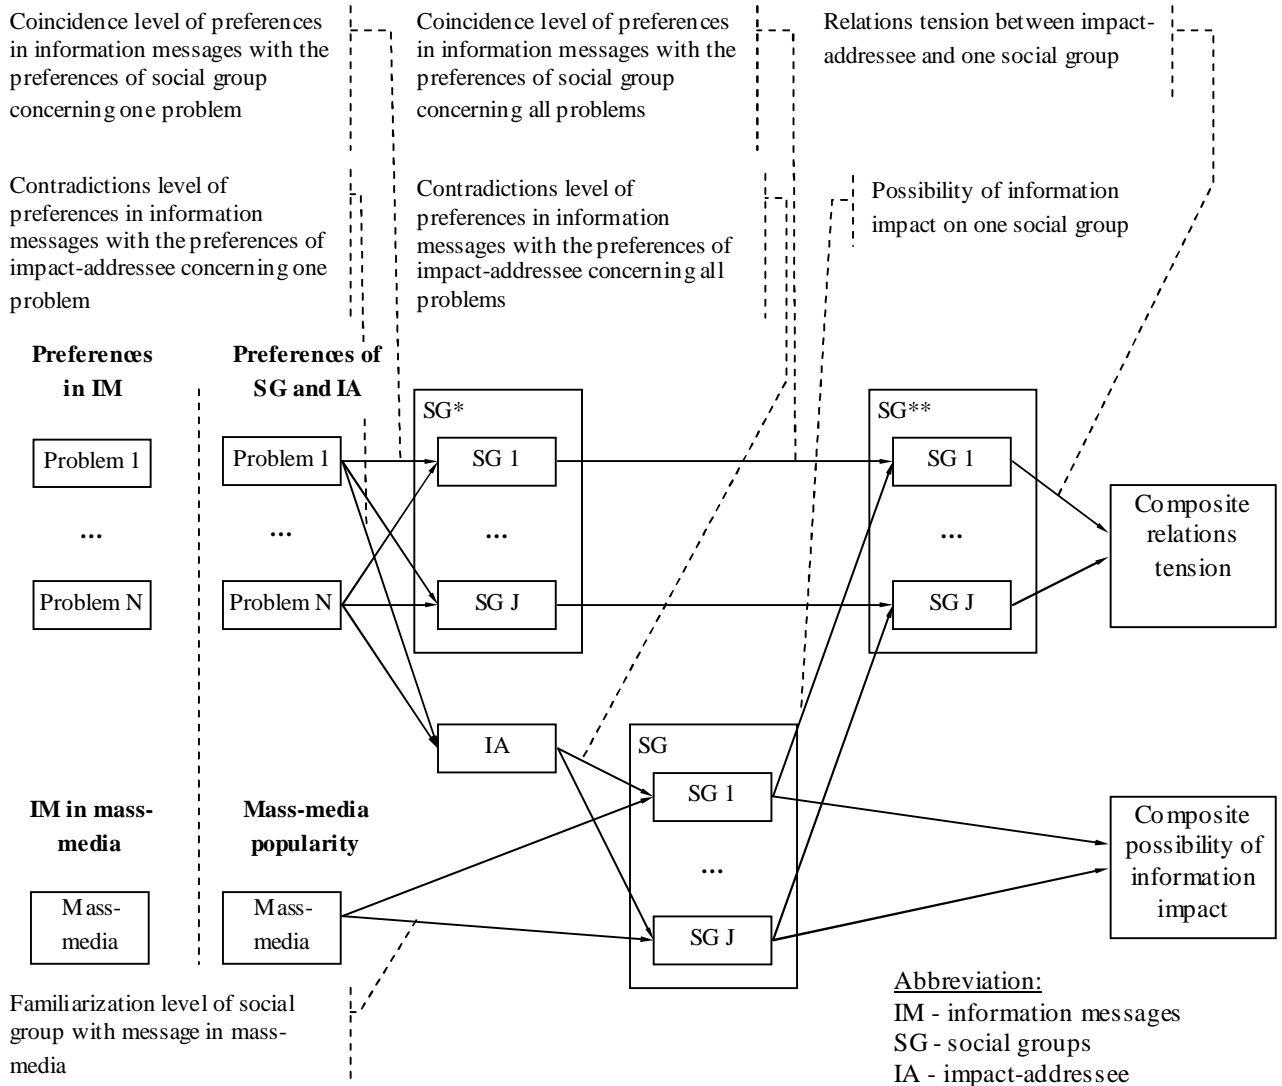 Coincidence level of preferences
in information messages with the
preferences of social group
concerning one problem
Coincidence level of preferences
in information messages with the
preferences of social group
concerning all problems
Relations tension between impact-
addressee and one social group
Contradictions level of
preferences in information
messages with the preferences of
impact-addressee concerning one
problem
Contradictions level of
preferences in information
messages with the preferences of
impact-addressee concerning all
problems
Possibility of information
impact on one social group
Preferences
in IM
Preferences of
SG and IA
SG*
SG**
Problem 1
Problem 1
SG 1
SG 1
...
...
...
...
Composite
relations
tension
Problem N
Problem N
SG J
SG J
IA
SG
SG 1
IM in mass-
media
Mass-media
popularity
...
Composite
possibility of
information
impact
Mass-
media
Mass-
media
SG J
Familiarization level of social
group with message in mass-
media
Abbreviation:
IM - information messages
SG - social groups
IA - impact-addressee